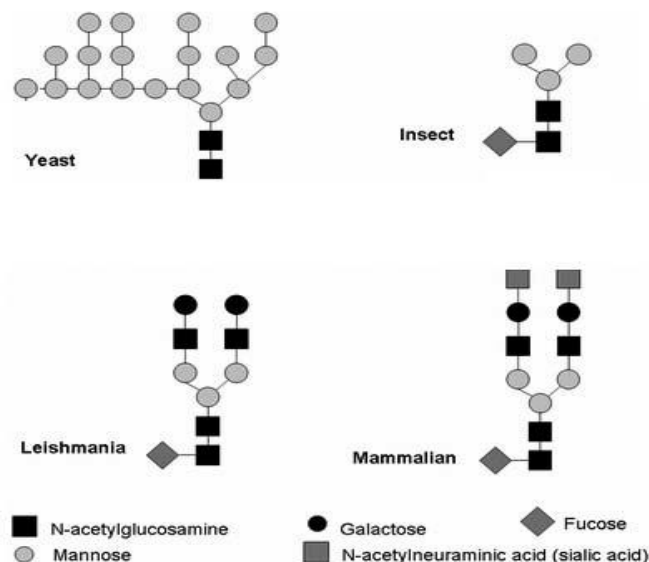 Yeast
Insect
Leishmania
Mammalian
N-acetylglucosamine
Galactose
Fucose
Mannose
N-acetylneuraminic acid (sialic acid)